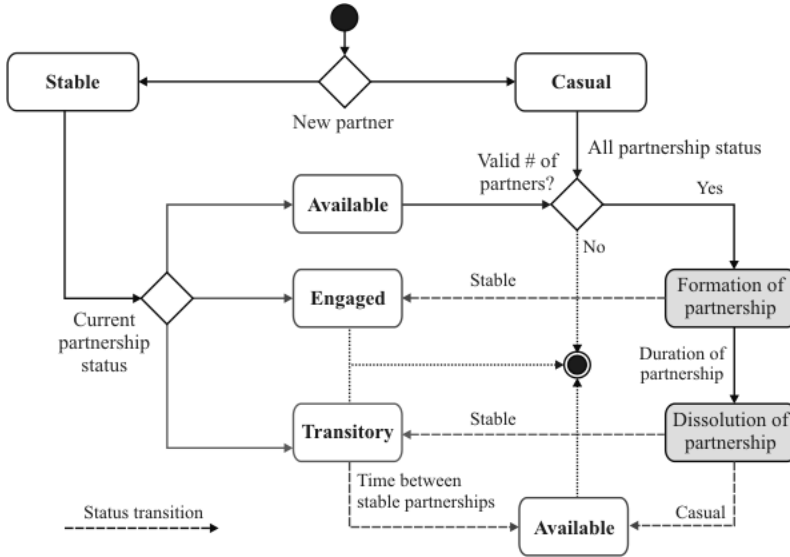 Stable
Casual
New partner
All partnership status
Valid # of
partners?
Yes
Available
No
Stable
Engaged
Formation of
partnership
Current
partnership
status
Duration of
partnership
Stable
Transitory
Dissolution of
partnership
Time between
stable partnerships
Status transition
Available
Casual